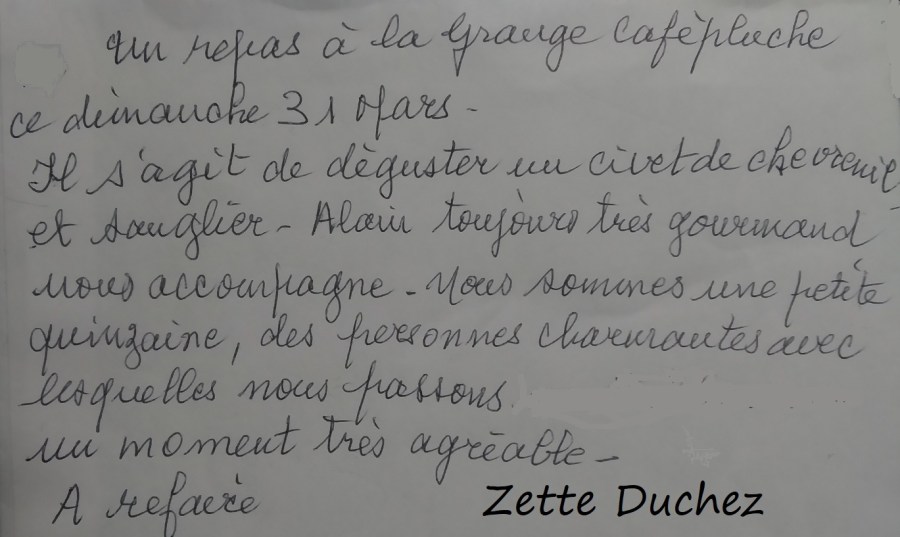 Un repas à la Grange Cafépluche
ce dimanche 31 Mars -
Il s'agit de déguster un civet de chevreuil
et sanglier - Alain toujours très gourmand
nous accompagne - Nous sommes une petite
quinzaine, des personnes charmantes avec
lesquelles nous passons
un moment très agréable -
A refaire
Zette Duchez